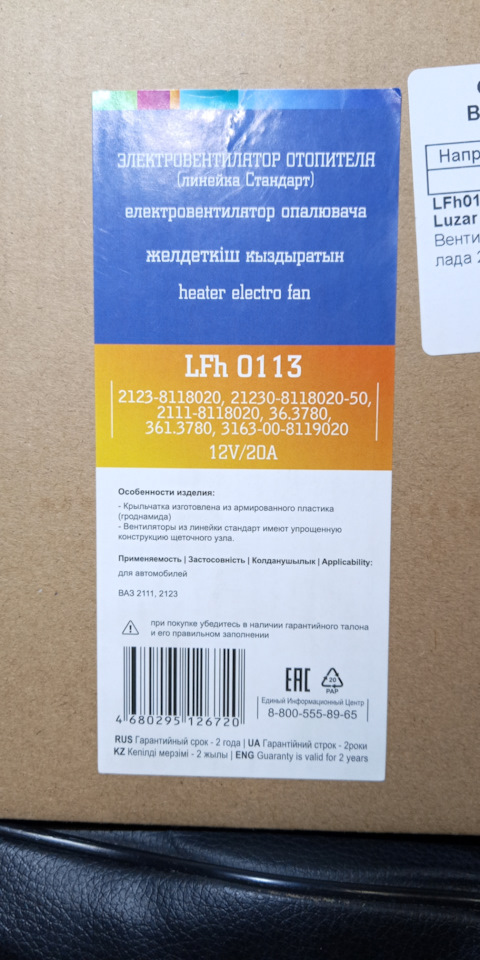 ЭЛЕКТРОВЕНТИЛЯТОР ОТОПИТЕЛЯ
(линейка Стандарт)
електровентилятор опалювача
желдеткіш қыздыратын
heater electro fan
LFh 0113
2123-8118020, 21230-8118020-50,
2111-8118020, 36.3780,
361.3780, 3163-00-8119020
12V/20A
Особенности изделия:
- Крыльчатка изготовлена из армированного пластика
(гроднамида)
- Вентиляторы из линейки стандарт имеют упрощенную
конструкцию щеточного узла.
Применяемость | Застосовність | Колданушылык | Applicability:
для автомобилей
ВАЗ 2111, 2123
при покупке убедитесь в наличии гарантийного талона
и его правильном заполнении
4 680295 126720
EAC
20
PAP
Единый Информационный Центр
8-800-555-89-65
RUS Гарантийный срок - 2 года | UA Гарантійний строк - 2роки
KZ Кепілді мерзімі - 2 жылы | ENG Guaranty is valid for 2 years
Напр
LFh01
Luzar
Венти
лада 2